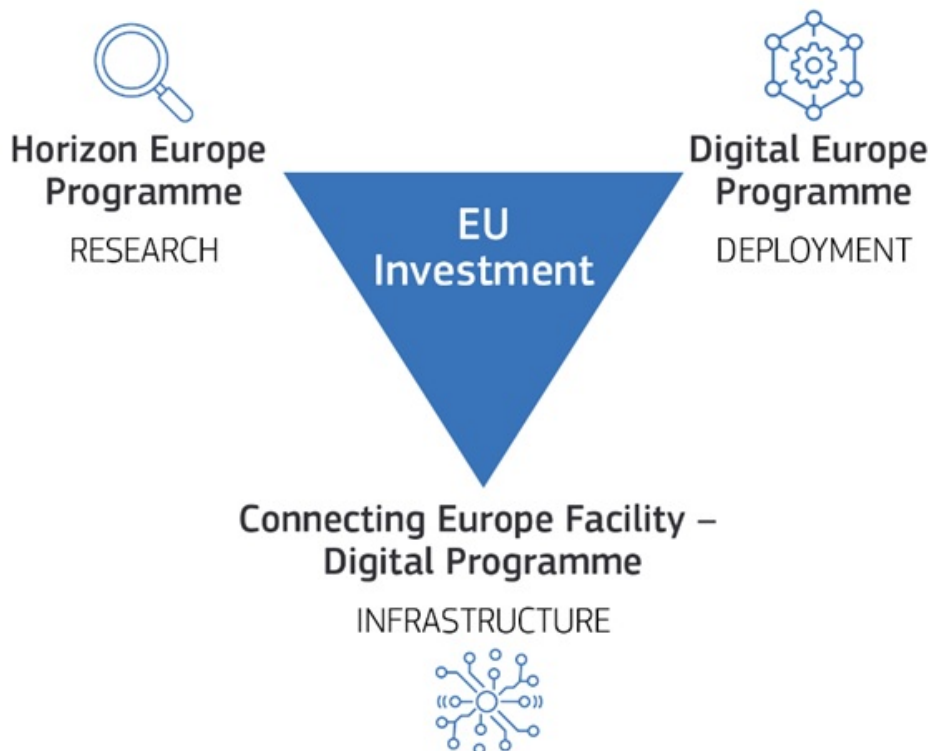 Horizon Europe
Programme
RESEARCH
Digital Europe
Programme
DEPLOYMENT
EU
Investment
Connecting Europe Facility –
Digital Programme
INFRASTRUCTURE